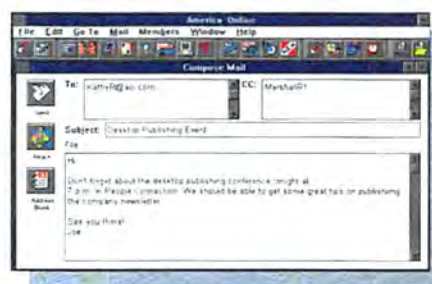 America Online
File Edit Go To Mail Members Window Help
Compose Mail
To: KathyR@aol.com CC: MarshallR1
Send
Subject: Desktop Publishing Event
File:
Attach
Hi
Don't forget about the desktop publishing conference tonight at
7 p.m. in People Connection. We should be able to get some great tips on publishing
the company newsletter.
Address
Book
See you there!
Joe